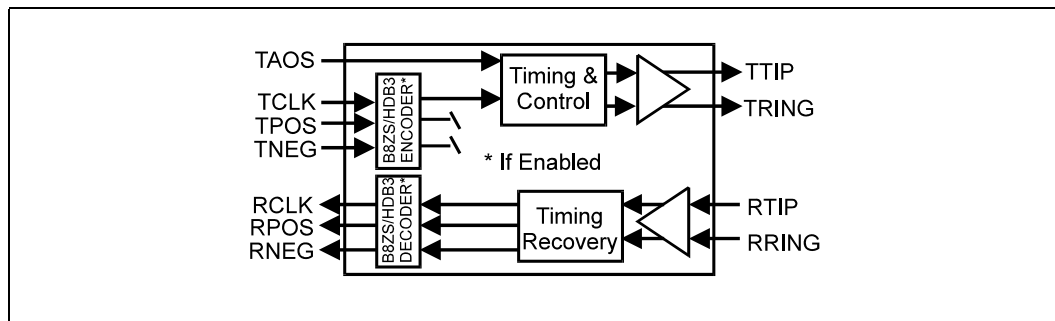 TAOS
TCLK
TPOS
TNEG
B8ZS/HDB3
ENCODER*
Timing &
Control
TTIP
TRING
* If Enabled
RCLK
RPOS
RNEG
B8ZS/HDB3
DECODER*
Timing
Recovery
RTIP
RRING